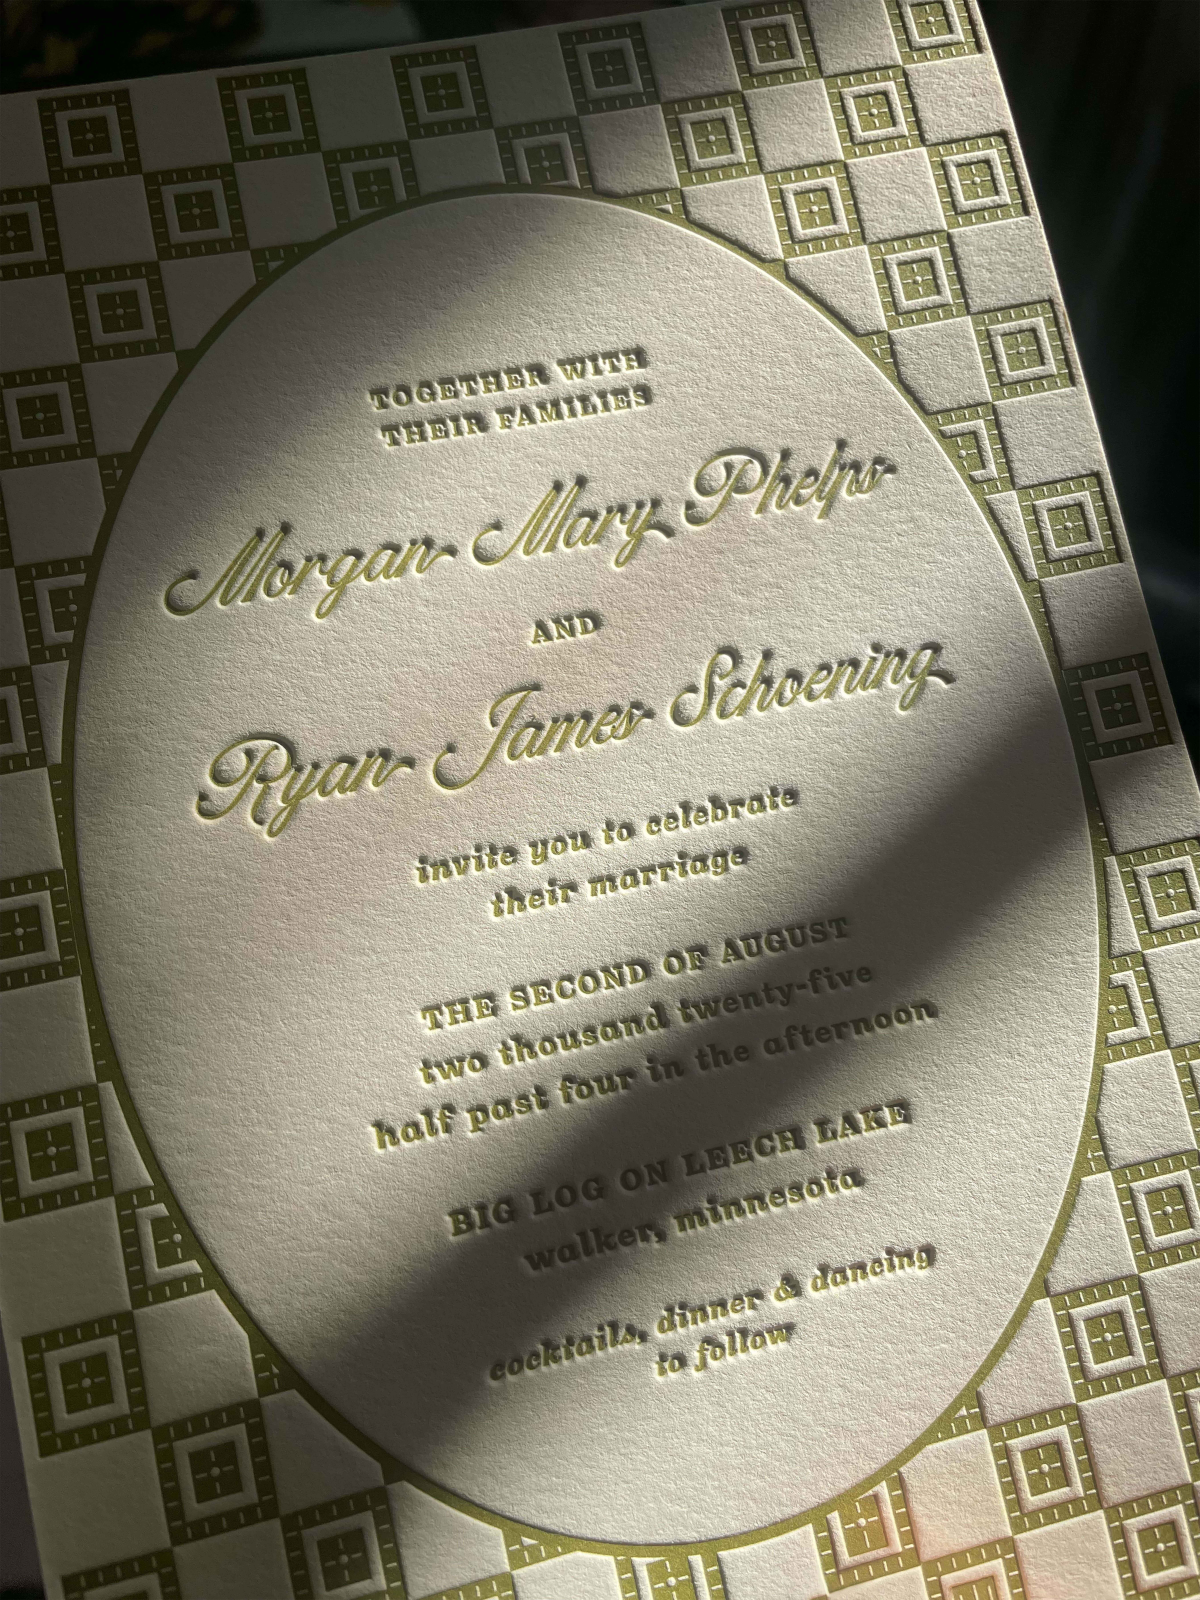 TOGETHER WITH
THEIR FAMILIES
Morgan Mary Phelps
AND
Ryan James Schoening
invite you to celebrate
their marriage
THE SECOND OF AUGUST
two thousand twenty-five
half past four in the afternoon
BIG LOG ON LEECH LAKE
walker, minnesota
cocktails, dinner & dancing
to follow